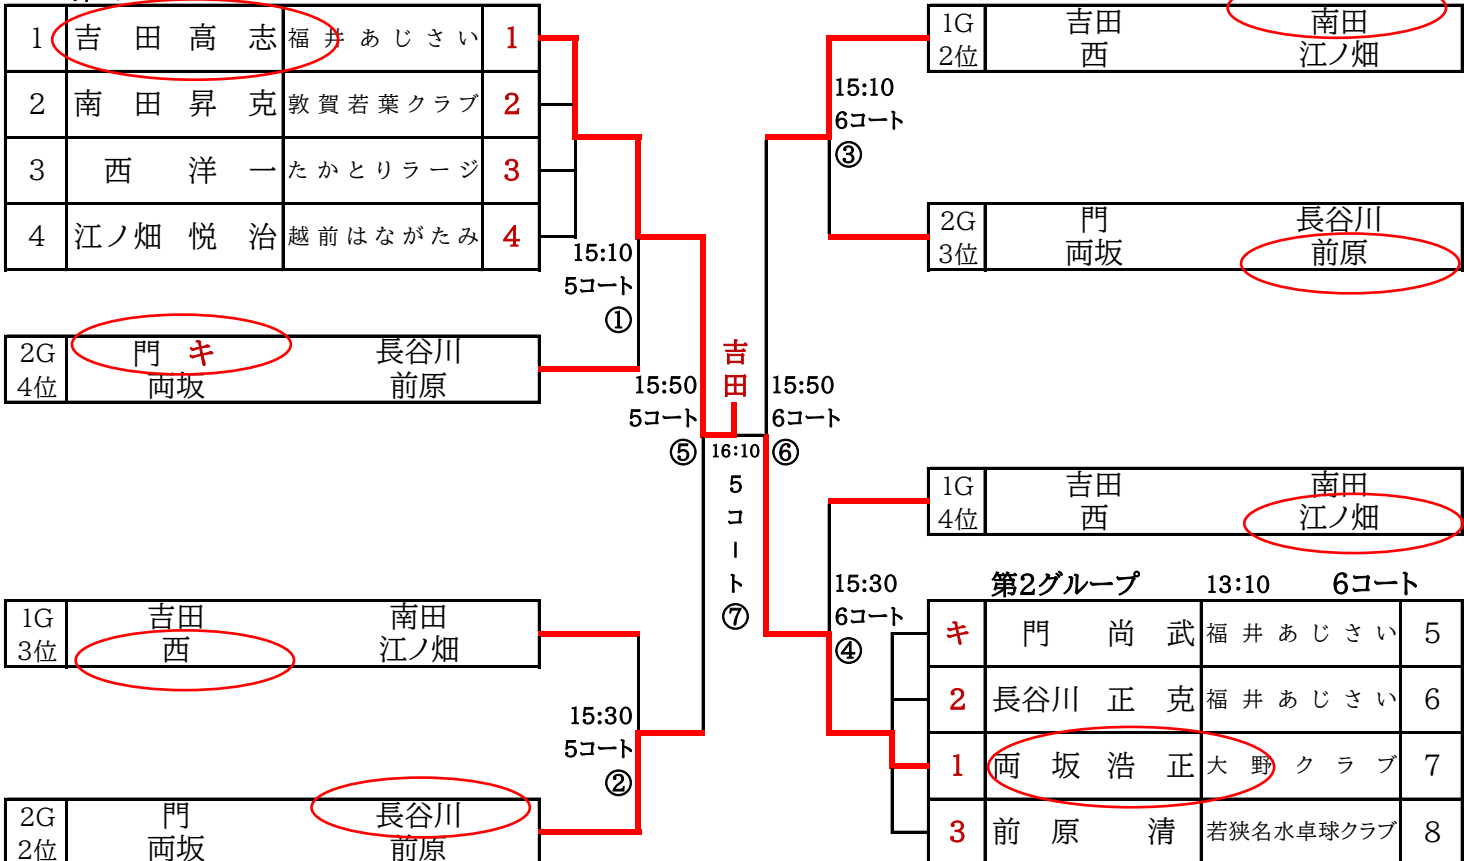 1 吉田高志 福井あじさい 1
2 南田昇克 敦賀若葉クラブ 2
3 西洋一 たかとりラージ 3
4 江ノ畑悦治 越前はながたみ 4
15:10
5コート
①
2G 門 キ 長谷川
4位 両坂 前原
15:50
5コート
⑤
1G 吉田 南田
3位 西 江ノ畑
15:30
5コート
②
2G 門 長谷川
2位 両坂 前原
吉田
16:10
5コート
⑦
1G 吉田 南田
2位 西 江ノ畑
15:10
6コート
③
2G 門 長谷川
3位 両坂 前原
15:50
6コート
⑥
1G 吉田 南田
4位 西 江ノ畑
15:30
6コート
④
第2グループ 13:10 6コート
キ 門尚武 福井あじさい 5
2 長谷川正克 福井あじさい 6
1 両坂浩正 大野クラブ 7
3 前原清 若狭名水卓球クラブ 8